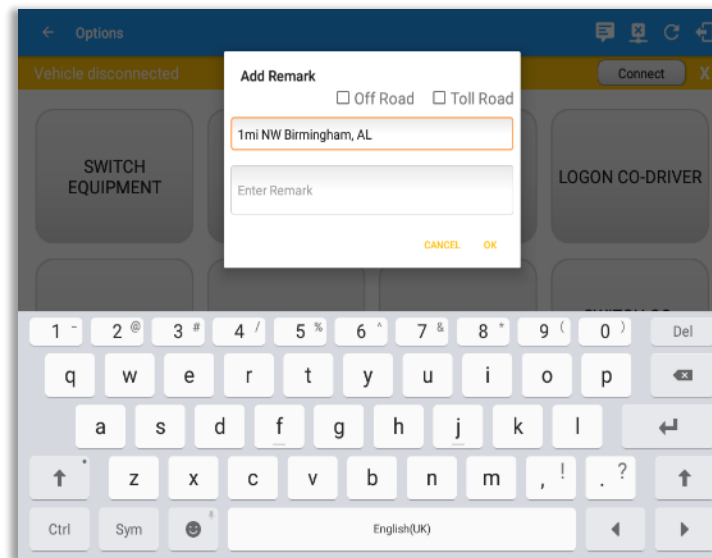 Options
Vehicle disconnected
Connect X
Add Remark
Off Road Toll Road
1mi NW Birmingham, AL
Enter Remark
CANCEL OK
SWITCH
EQUIPMENT
LOGON CO-DRIVER
1 - 2 @ 3 # 4 / 5 % 6 ^ 7 & 8 * 9 ( 0 ) Del
q w e r t y u i o p
a s d f g h j k l
z x c v b n m , ! . ?
Ctrl Sym English(UK)